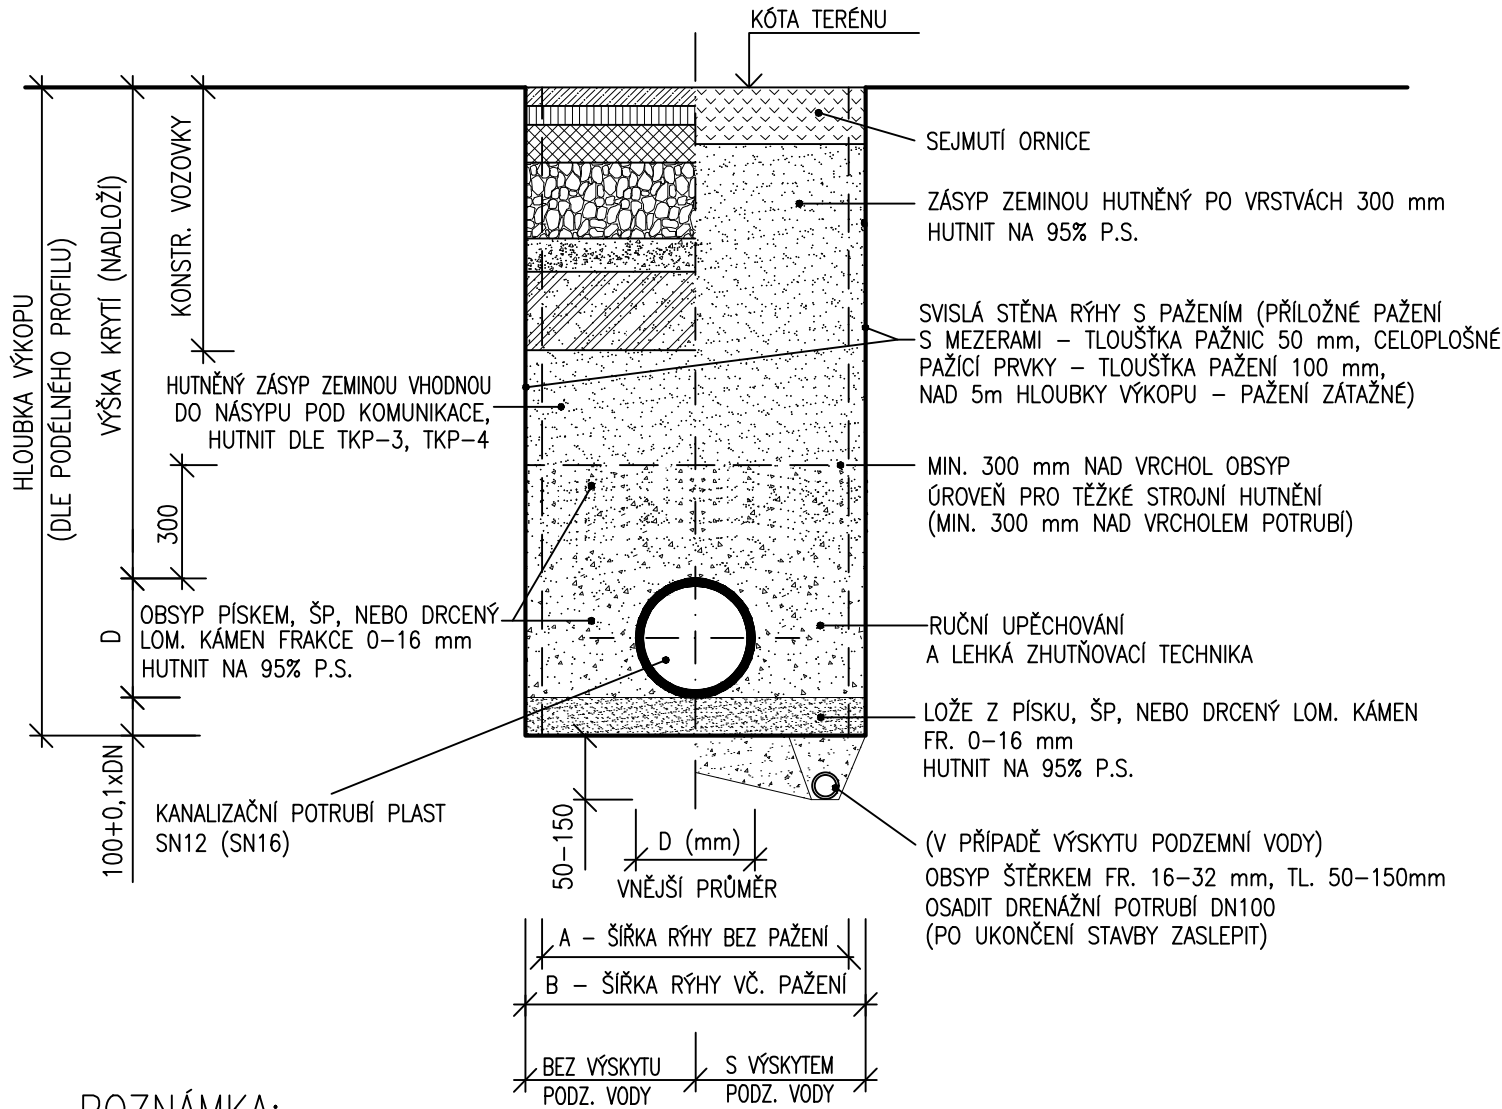 KÓTA TERÉNU
SEJMUTÍ ORNICE
ZÁSYP ZEMINOU HUTNĚNÝ PO VRSTVÁCH 300 mm
HUTNIT NA 95% P.S.
SVISLÁ STĚNA RÝHY S PAŽENÍM (PŘÍLOŽNÉ PAŽENÍ
S MEZERAMI – TLOUŠŤKA PAŽNIC 50 mm, CELOPLOŠNÉ
PAŽÍCÍ PRVKY – TLOUŠŤKA PAŽENÍ 100 mm,
NAD 5m HLOUBKY VÝKOPU – PAŽENÍ ZÁTAŽNÉ)
MIN. 300 mm NAD VRCHOL OBSYP
ÚROVEŇ PRO TĚŽKÉ STROJNÍ HUTNĚNÍ
(MIN. 300 mm NAD VRCHOLEM POTRUBÍ)
RUČNÍ UPĚCHOVÁNÍ
A LEHKÁ ZHUTŇOVACÍ TECHNIKA
LOŽE Z PÍSKU, ŠP, NEBO DRCENÝ LOM. KÁMEN
FR. 0–16 mm
HUTNIT NA 95% P.S.
(V PŘÍPADĚ VÝSKYTU PODZEMNÍ VODY)
OBSYP ŠTĚRKEM FR. 16–32 mm, TL. 50–150mm
OSADIT DRENÁŽNÍ POTRUBÍ DN100
(PO UKONČENÍ STAVBY ZASLEPIT)
HLOUBKA VÝKOPU
(DLE PODÉLNÉHO PROFILU)
VÝŠKA KRYTÍ (NADLOŽÍ)
KONSTR. VOZOVKY
300
D
100+0,1xDN
HUTNĚNÝ ZÁSYP ZEMINOU VHODNOU
DO NÁSYPU POD KOMUNIKACE,
HUTNIT DLE TKP–3, TKP–4
OBSYP PÍSKEM, ŠP, NEBO DRCENÝ
LOM. KÁMEN FRAKCE 0–16 mm
HUTNIT NA 95% P.S.
KANALIZAČNÍ POTRUBÍ PLAST
SN12 (SN16)
50–150
D (mm)
VNĚJŠÍ PRŮMĚR
A – ŠÍŘKA RÝHY BEZ PAŽENÍ
B – ŠÍŘKA RÝHY VČ. PAŽENÍ
BEZ VÝSKYTU
PODZ. VODY
S VÝSKYTEM
PODZ. VODY
POZNÁMKA: